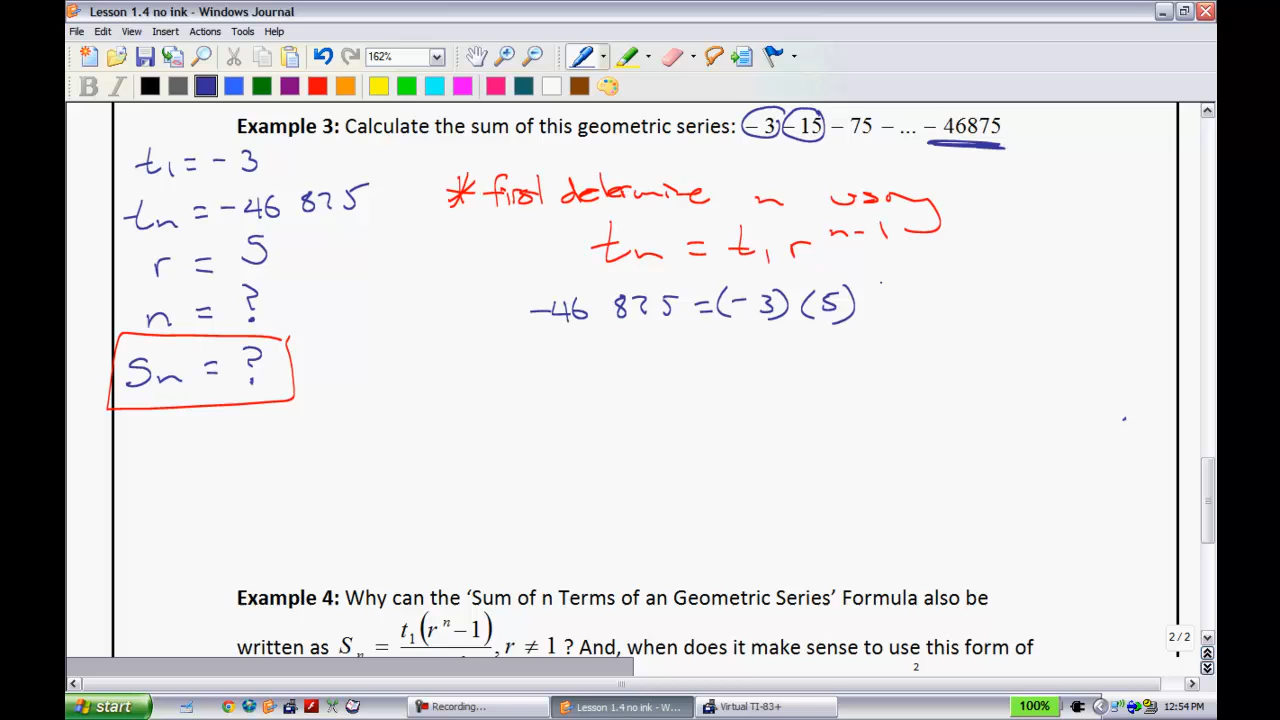 Lesson 1.4 no ink - Windows Journal
File Edit View Insert Actions Tools Help
162%
B I
Example 3: Calculate the sum of this geometric series: – 3 – 15 – 75 – ... – 46875
t1 = - 3
tn = -46 875
r = 5
n = ?
Sn = ?
* first determine n using
tn = t1 r n-1
-46 875 = (- 3) (5)
Example 4: Why can the ‘Sum of n Terms of an Geometric Series’ Formula also be
written as S n = t1(r n – 1) , r ≠ 1 ? And, when does it make sense to use this form of
2
2 / 2
start Recording... Lesson 1.4 no ink - W... Virtual TI-83+ 100% 12:54 PM